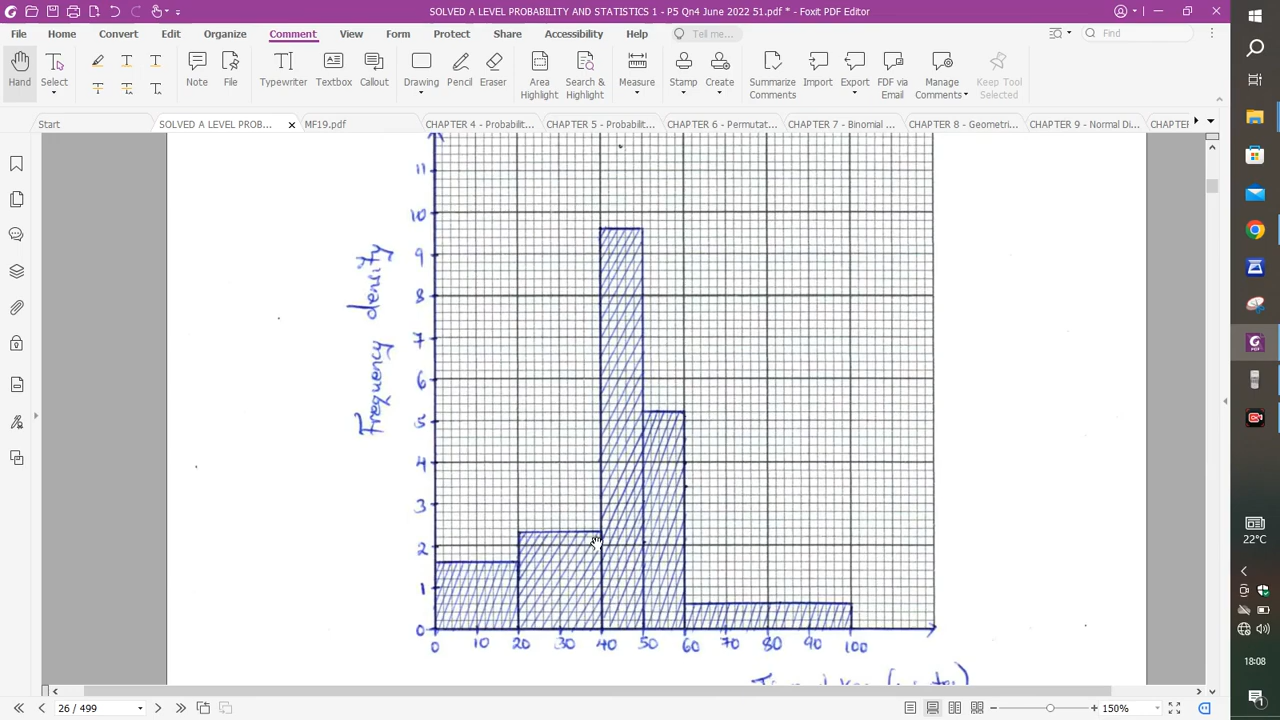 SOLVED A LEVEL PROBABILITY AND STATISTICS 1 - P5 Qn4 June 2022 51.pdf * - Foxit PDF Editor
File Home Convert Edit Organize Comment View Form Protect Share Accessibility Help Tell me... Find
Hand Select Note File Typewriter Textbox Callout Drawing Pencil Eraser Area Highlight Search & Highlight Measure Stamp Create Summarize Comments Import Export FDF via Email Manage Comments Keep Tool Selected
Start SOLVED A LEVEL PROB... MF19.pdf CHAPTER 4 - Probabilit... CHAPTER 5 - Probabilit... CHAPTER 6 - Permutat... CHAPTER 7 - Binomial ... CHAPTER 8 - Geometri... CHAPTER 9 - Normal Di... CHAPTE
11
10
9
8
7
6
5
4
3
2
1
0
Frequency density
0 10 20 30 40 50 60 70 80 90 100
22°C
18:08
26 / 499 150%